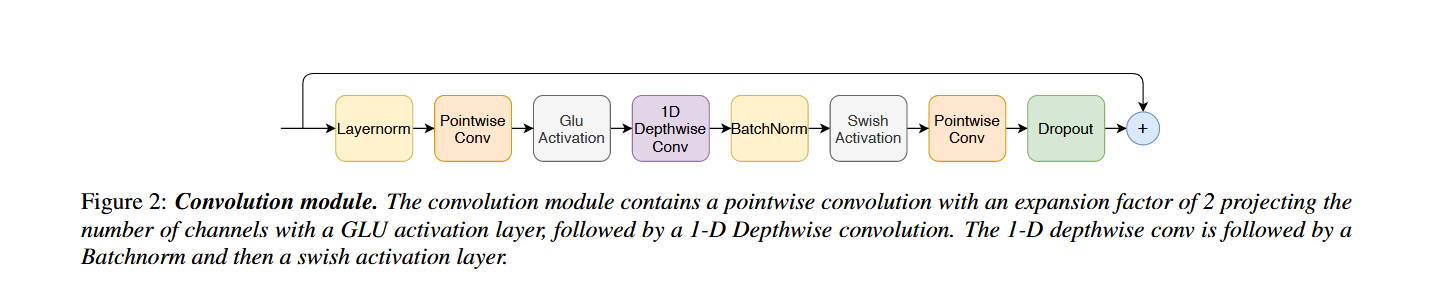 Layernorm
Pointwise
Conv
Glu
Activation
1D
Depthwise
Conv
BatchNorm
Swish
Activation
Pointwise
Conv
Dropout
+
Figure 2: Convolution module. The convolution module contains a pointwise convolution with an expansion factor of 2 projecting the
number of channels with a GLU activation layer, followed by a 1-D Depthwise convolution. The 1-D depthwise conv is followed by a
Batchnorm and then a swish activation layer.